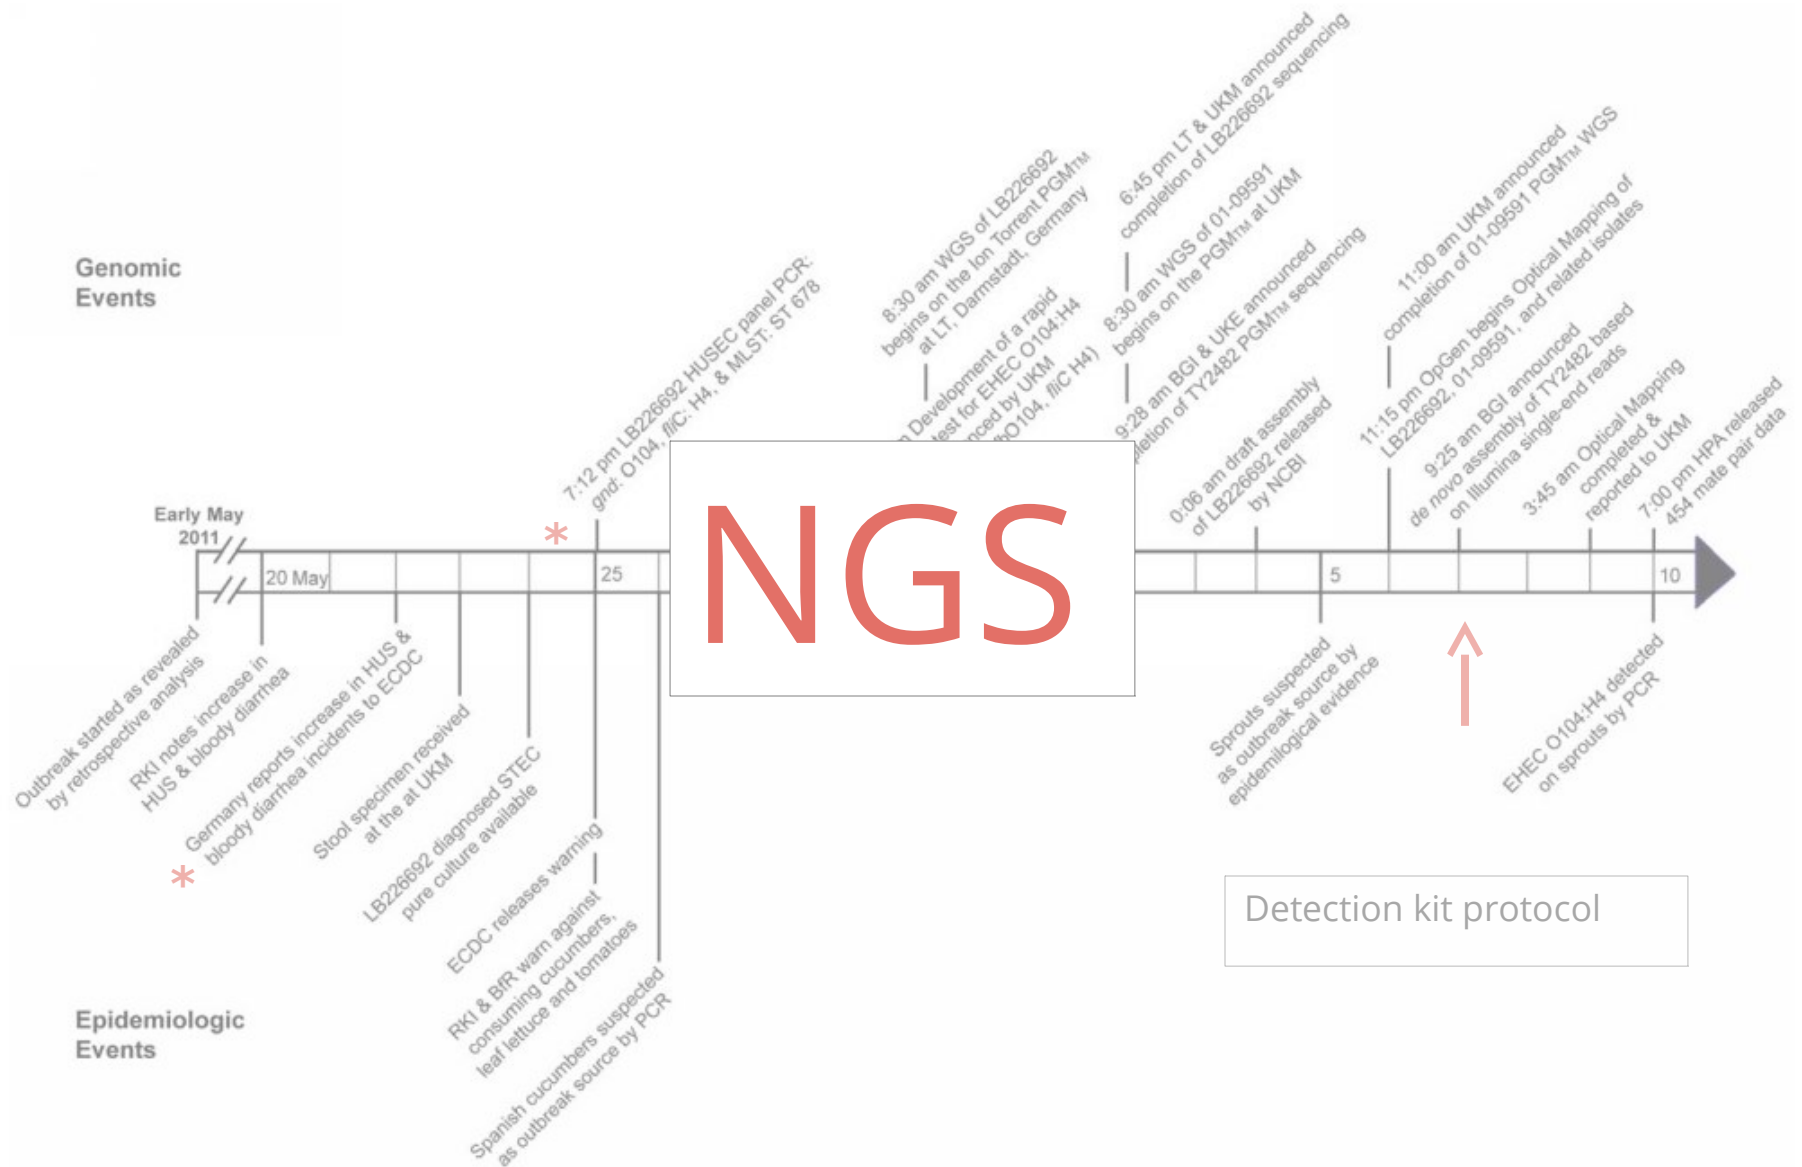 Genomic
Events
Early May
2011
*
7:12 pm LB226692 HUSEC panel PCR:
gnd: O104, fliC: H4, & MLST: ST 678
8:30 am WGS of LB226692
begins on the Ion Torrent PGM™
at LT, Darmstadt, Germany
Development of a rapid
test for EHEC O104:H4
by UKM
fliC H4)
6:45 pm LT & UKM announced
completion of LB226692 sequencing
8:30 am WGS of 01-09591
begins on the PGM™ at UKM
9:28 am BGI & UKE announced
of TY2482 PGM™ sequencing
0:06 am draft assembly
of LB226692 released
by NCBI
11:00 am UKM announced
completion of 01-09591 PGM™ WGS
11:15 pm OpGen begins Optical Mapping of
LB226692, 01-09591, and related isolates
9:25 am BGI announced
de novo assembly of TY2482 based
on Illumina single-end reads
3:45 am Optical Mapping
completed &
reported to UKM
7:00 pm HPA released
454 mate pair data
20 May
25
NGS
5
10
Outbreak started as revealed
by retrospective analysis
RKI notes increase in
HUS & bloody diarrhea
Germany reports increase in HUS &
bloody diarrhea incidents to ECDC
*
Stool specimen received
at the at UKM
LB226692 diagnosed STEC
pure culture available
ECDC releases warning
RKI & BfR warn against
consuming cucumbers,
leaf lettuce and tomatoes
Spanish cucumbers suspected
as outbreak source by PCR
Sprouts suspected
as outbreak source by
epidemilogical evidence
EHEC O104:H4 detected
on sprouts by PCR
Detection kit protocol
Epidemiologic
Events